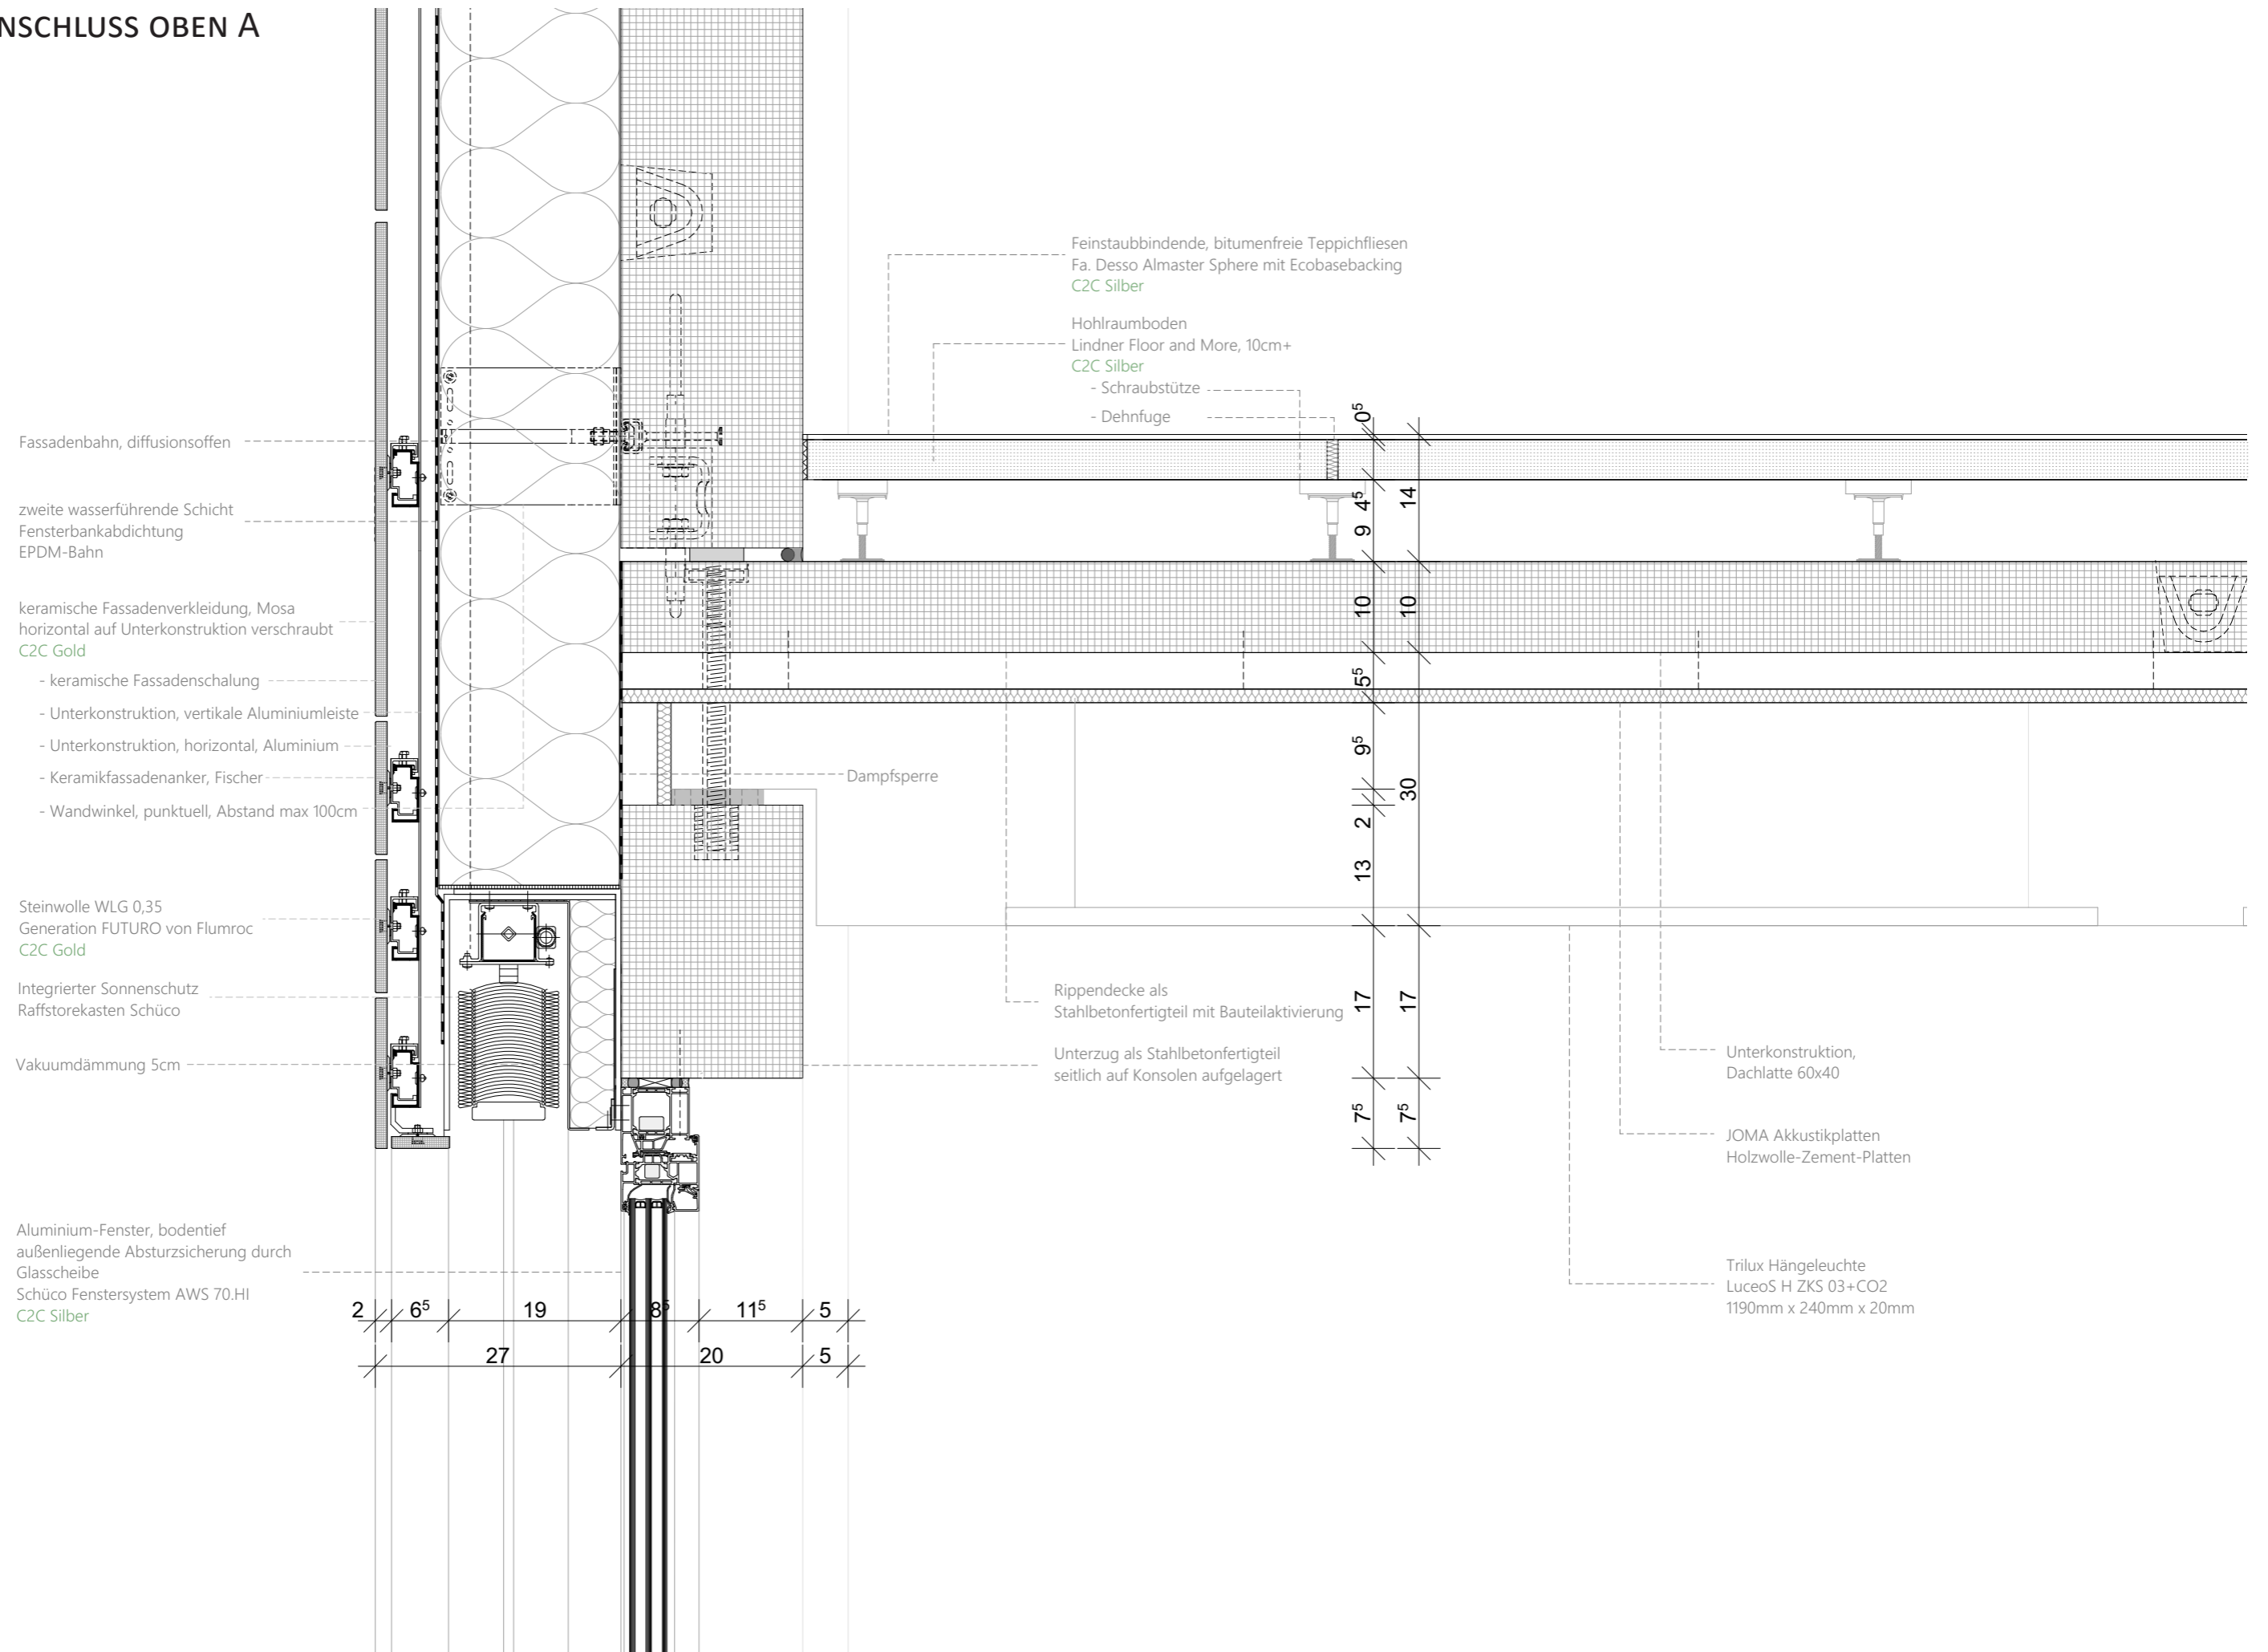 NSCHLUSS OBEN A
Feinstaubbindende, bitumenfreie Teppichfliesen
Fa. Desso Almaster Sphere mit Ecobasebacking
C2C Silber
Hohlraumboden
Lindner Floor and More, 10cm+
C2C Silber
- Schraubstütze
- Dehnfuge
Fassadenbahn, diffusionsoffen
zweite wasserführende Schicht
Fensterbankabdichtung
EPDM-Bahn
keramische Fassadenverkleidung, Mosa
horizontal auf Unterkonstruktion verschraubt
C2C Gold
- keramische Fassadenschalung
- Unterkonstruktion, vertikale Aluminiumleiste
- Unterkonstruktion, horizontal, Aluminium
- Keramikfassadenanker, Fischer
- Wandwinkel, punktuell, Abstand max 100cm
Dampfsperre
Steinwolle WLG 0,35
Generation FUTURO von Flumroc
C2C Gold
Integrierter Sonnenschutz
Raffstorekasten Schüco
Vakuumdämmung 5cm
Rippendecke als
Stahlbetonfertigteil mit Bauteilaktivierung
Unterzug als Stahlbetonfertigteil
seitlich auf Konsolen aufgelagert
Unterkonstruktion,
Dachlatte 60x40
JOMA Akkustikplatten
Holzwolle-Zement-Platten
Trilux Hängeleuchte
LuceoS H ZKS 03+CO2
1190mm x 240mm x 20mm
Aluminium-Fenster, bodentief
außenliegende Absturzsicherung durch
Glasscheibe
Schüco Fenstersystem AWS 70.HI
C2C Silber
0⁵
4⁵
9
10
5⁵
9⁵
2
13
17
7⁵
14
10
30
17
7⁵
2 6⁵ 19 8⁵ 11⁵ 5
27 20 5